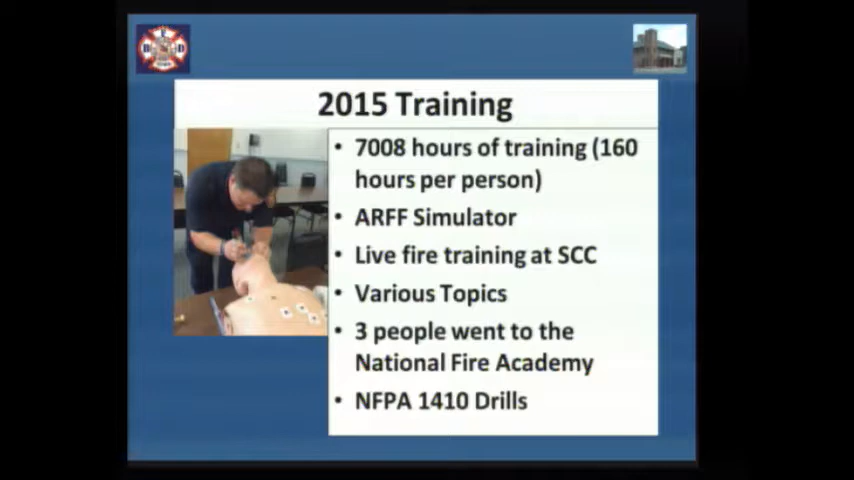 2015 Training
• 7008 hours of training (160
hours per person)
• ARFF Simulator
• Live fire training at SCC
• Various Topics
• 3 people went to the
National Fire Academy
• NFPA 1410 Drills